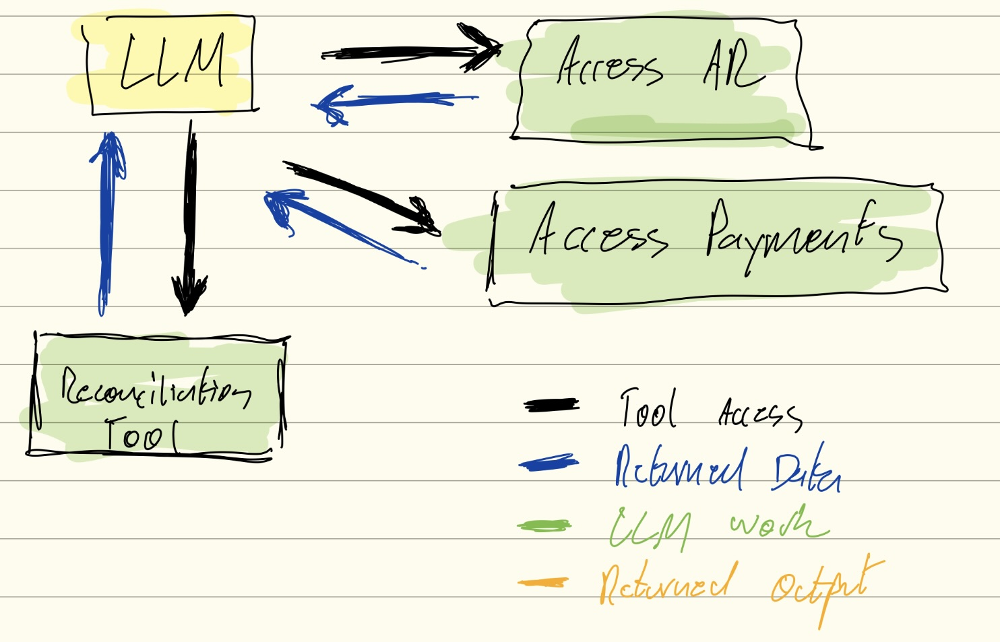 LLM
Access AR
Access Payments
Reconciliation
Tool
Tool Access
Returned Data
LLM work
Returned Output